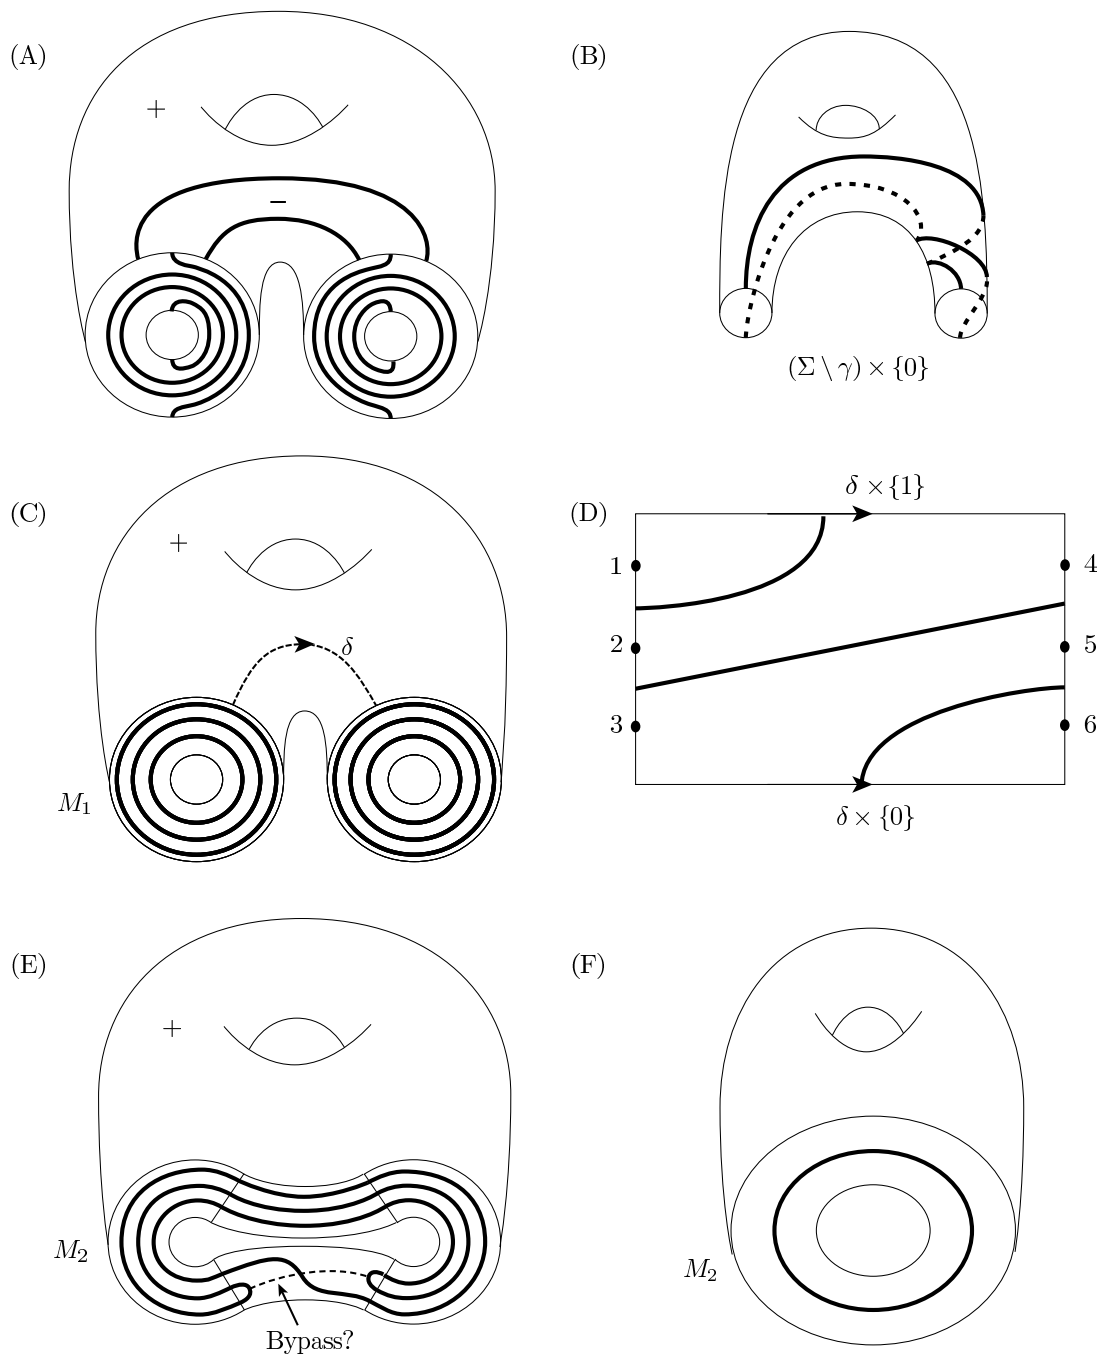 (A)
(B)
+
−
(Σ \ γ) × {0}
(C)
(D)
δ × {1}
+
δ
1
4
2
5
3
6
M₁
δ × {0}
(E)
(F)
+
M₂
M₂
Bypass?